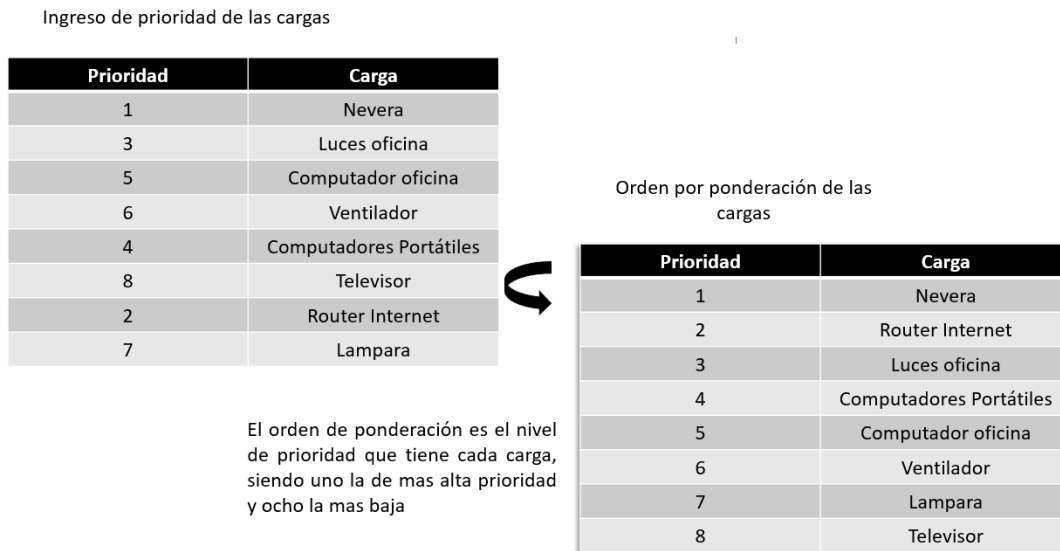 Ingreso de prioridad de las cargas
Prioridad Carga
1 Nevera
3 Luces oficina
5 Computador oficina
6 Ventilador
4 Computadores Portátiles
8 Televisor
2 Router Internet
7 Lampara
El orden de ponderación es el nivel
de prioridad que tiene cada carga,
siendo uno la de mas alta prioridad
y ocho la mas baja
Orden por ponderación de las
cargas
Prioridad Carga
1 Nevera
2 Router Internet
3 Luces oficina
4 Computadores Portátiles
5 Computador oficina
6 Ventilador
7 Lampara
8 Televisor